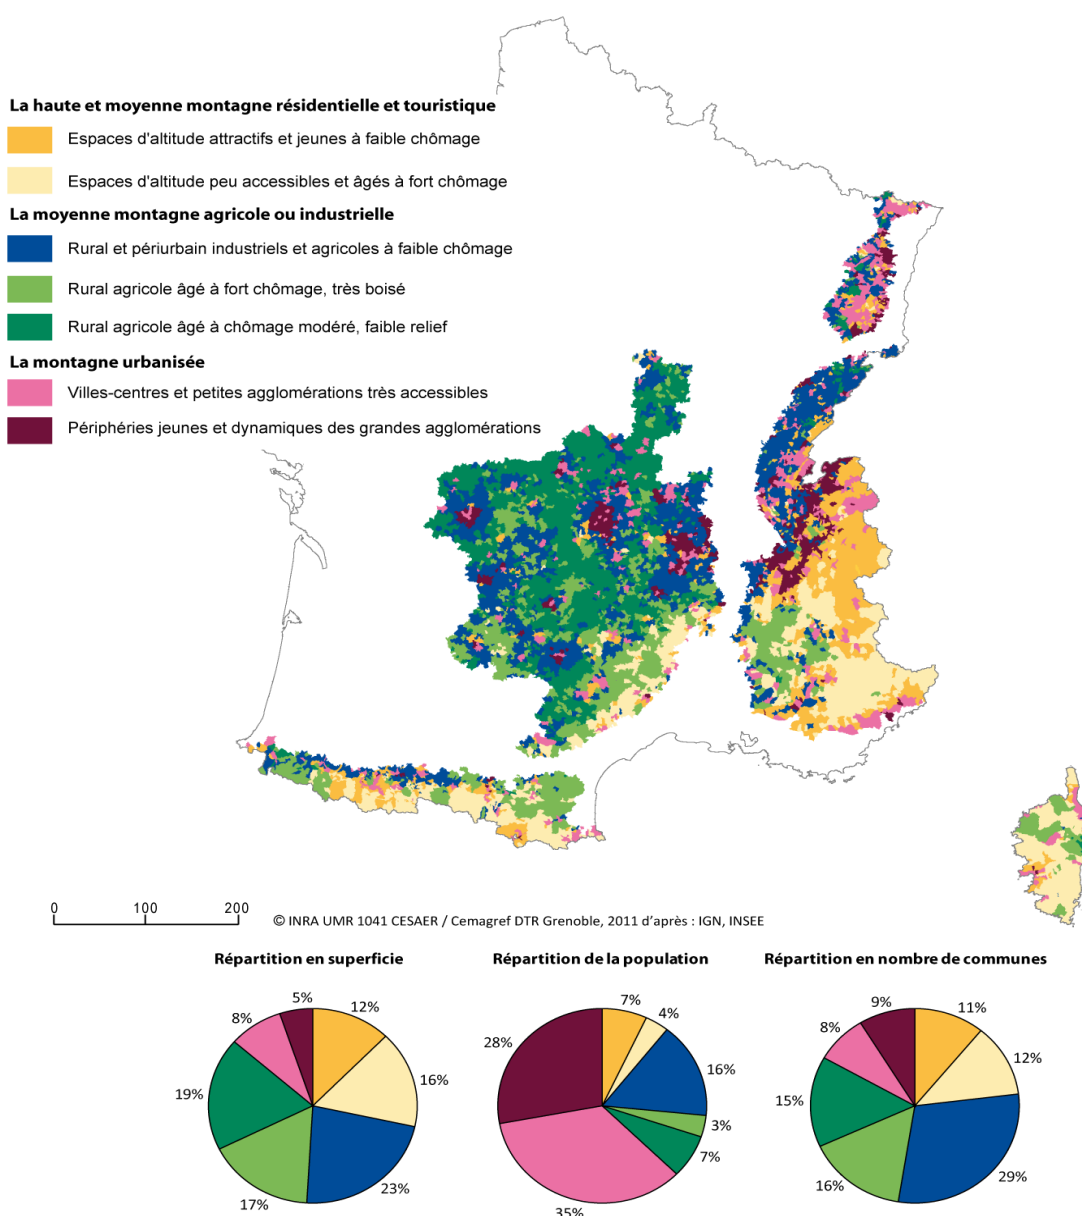 La haute et moyenne montagne résidentielle et touristique
Espaces d'altitude attractifs et jeunes à faible chômage
Espaces d'altitude peu accessibles et âgés à fort chômage
La moyenne montagne agricole ou industrielle
Rural et périurbain industriels et agricoles à faible chômage
Rural agricole âgé à fort chômage, très boisé
Rural agricole âgé à chômage modéré, faible relief
La montagne urbanisée
Villes-centres et petites agglomérations très accessibles
Périphéries jeunes et dynamiques des grandes agglomérations
0 100 200
© INRA UMR 1041 CESAER / Cemagref DTR Grenoble, 2011 d'après : IGN, INSEE
Répartition en superficie
5%
12%
8%
16%
19%
17%
23%
Répartition de la population
7%
4%
28%
16%
3%
7%
35%
Répartition en nombre de communes
9%
11%
8%
12%
15%
16%
29%